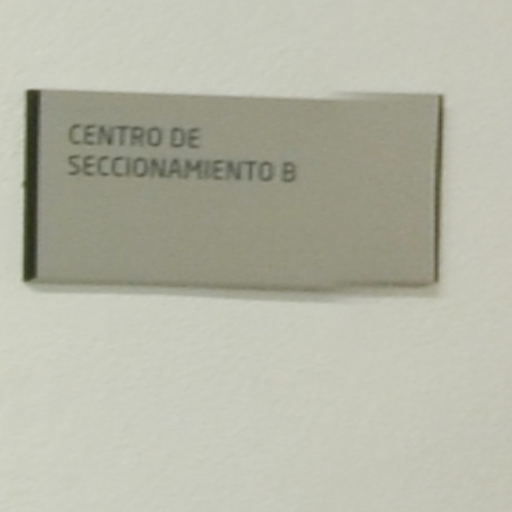 CENTRO DE
SECCIONAMIENTO B